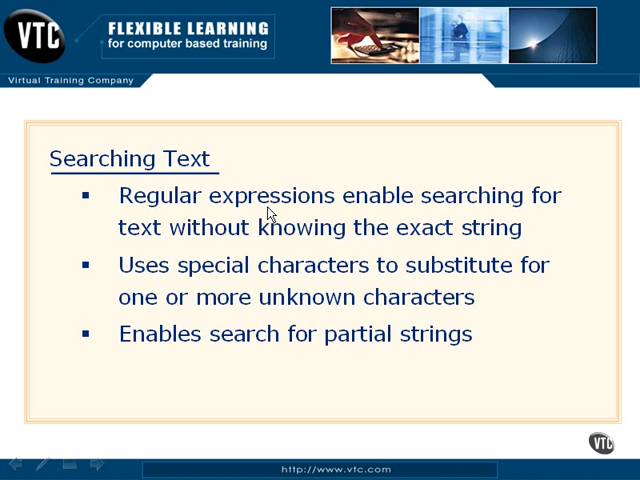 VTC
FLEXIBLE LEARNING
for computer based training
Virtual Training Company
Searching Text
▪ Regular expressions enable searching for
text without knowing the exact string
▪ Uses special characters to substitute for
one or more unknown characters
▪ Enables search for partial strings
VTC
http://www.vtc.com